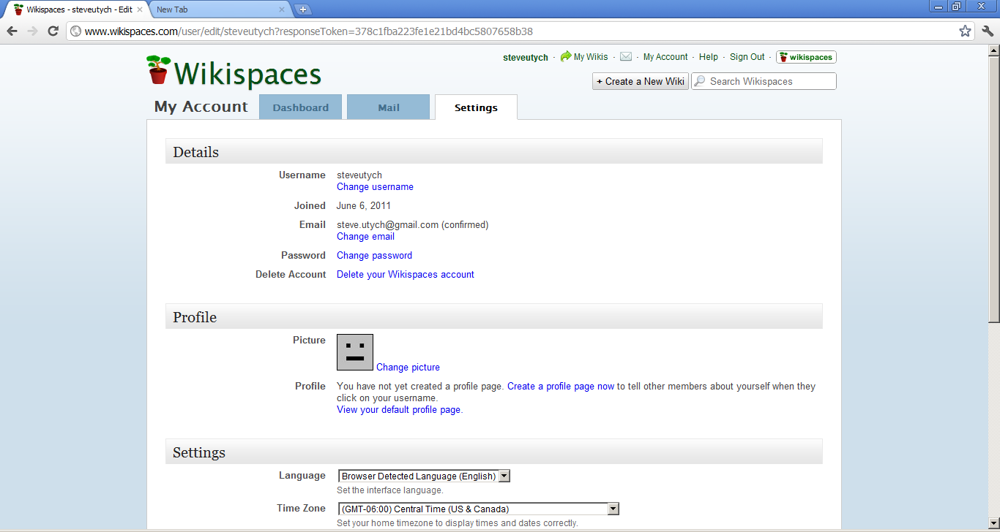 Wikispaces - steveutych - Edit
New Tab
www.wikispaces.com/user/edit/steveutych?responseToken=378c1fba223fe1e21bd4bc5807658b38
steveutych · My Wikis · · My Account · Help · Sign Out · wikispaces
Wikispaces
+ Create a New Wiki Search Wikispaces
My Account Dashboard Mail Settings
Details
Username steveutych
Change username
Joined June 6, 2011
Email steve.utych@gmail.com (confirmed)
Change email
Password Change password
Delete Account Delete your Wikispaces account
Profile
Picture
Change picture
Profile You have not yet created a profile page. Create a profile page now to tell other members about yourself when they
click on your username.
View your default profile page.
Settings
Language Browser Detected Language (English)
Set the interface language.
Time Zone (GMT-06:00) Central Time (US & Canada)
Set your home timezone to display times and dates correctly.